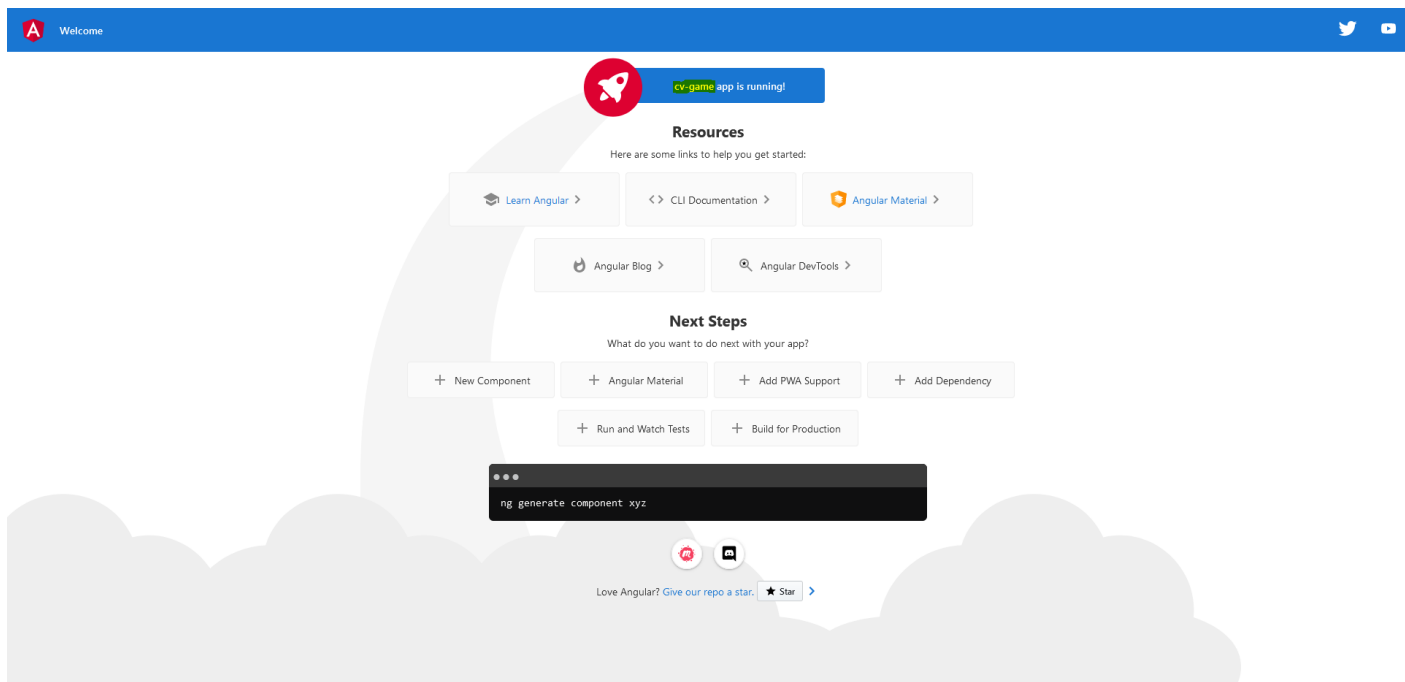 Welcome
cv-game app is running!
Resources
Here are some links to help you get started:
Learn Angular
CLI Documentation
Angular Material
Angular Blog
Angular DevTools
Next Steps
What do you want to do next with your app?
New Component
Angular Material
Add PWA Support
Add Dependency
Run and Watch Tests
Build for Production
ng generate component xyz
Love Angular? Give our repo a star. Star